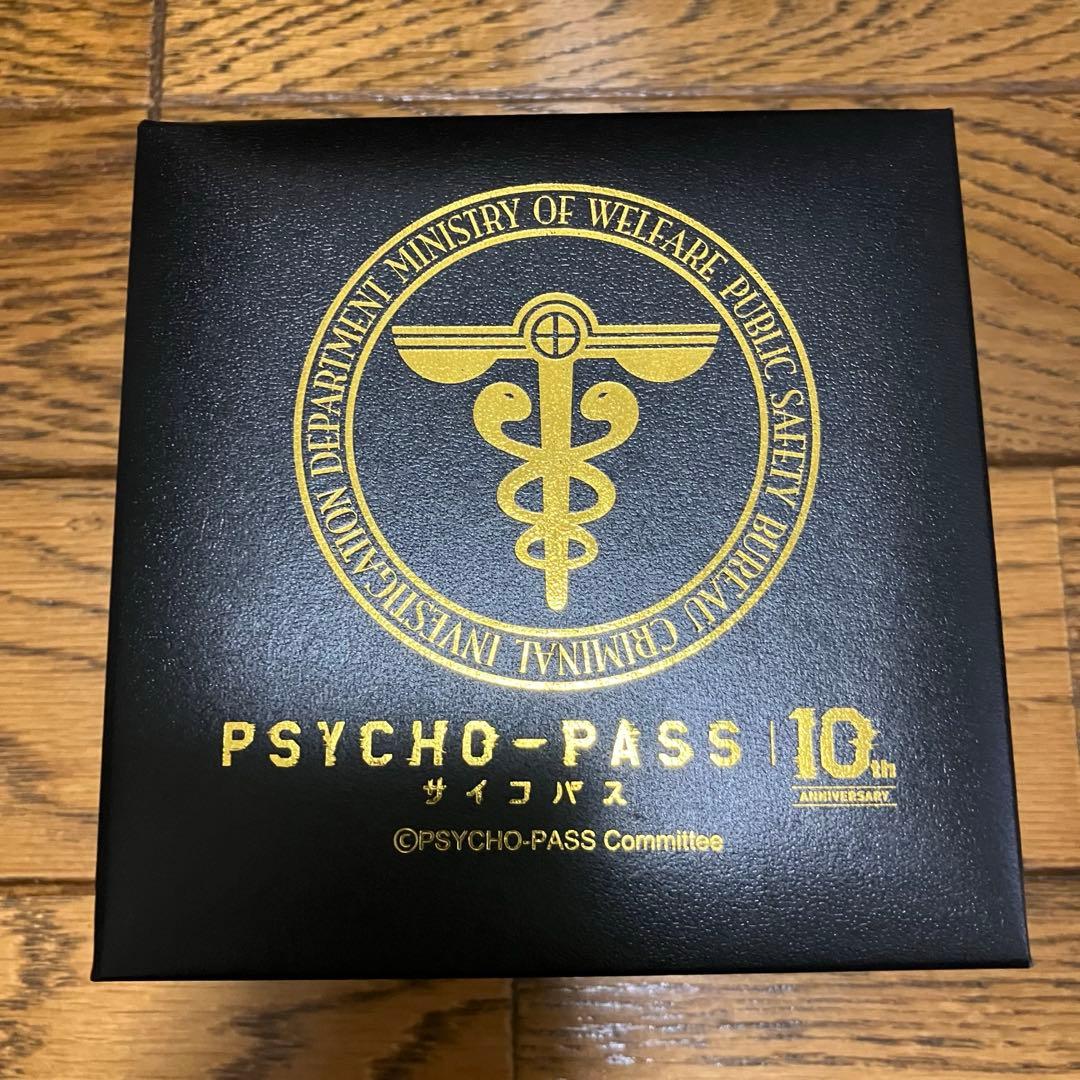 MINISTRY OF WELFARE PUBLIC SAFETY BUREAU CRIMINAL INVESTIGATION DEPARTMENT
PSYCHO-PASS | 10th
ANNIVERSARY
サイコパス
©PSYCHO-PASS Committee